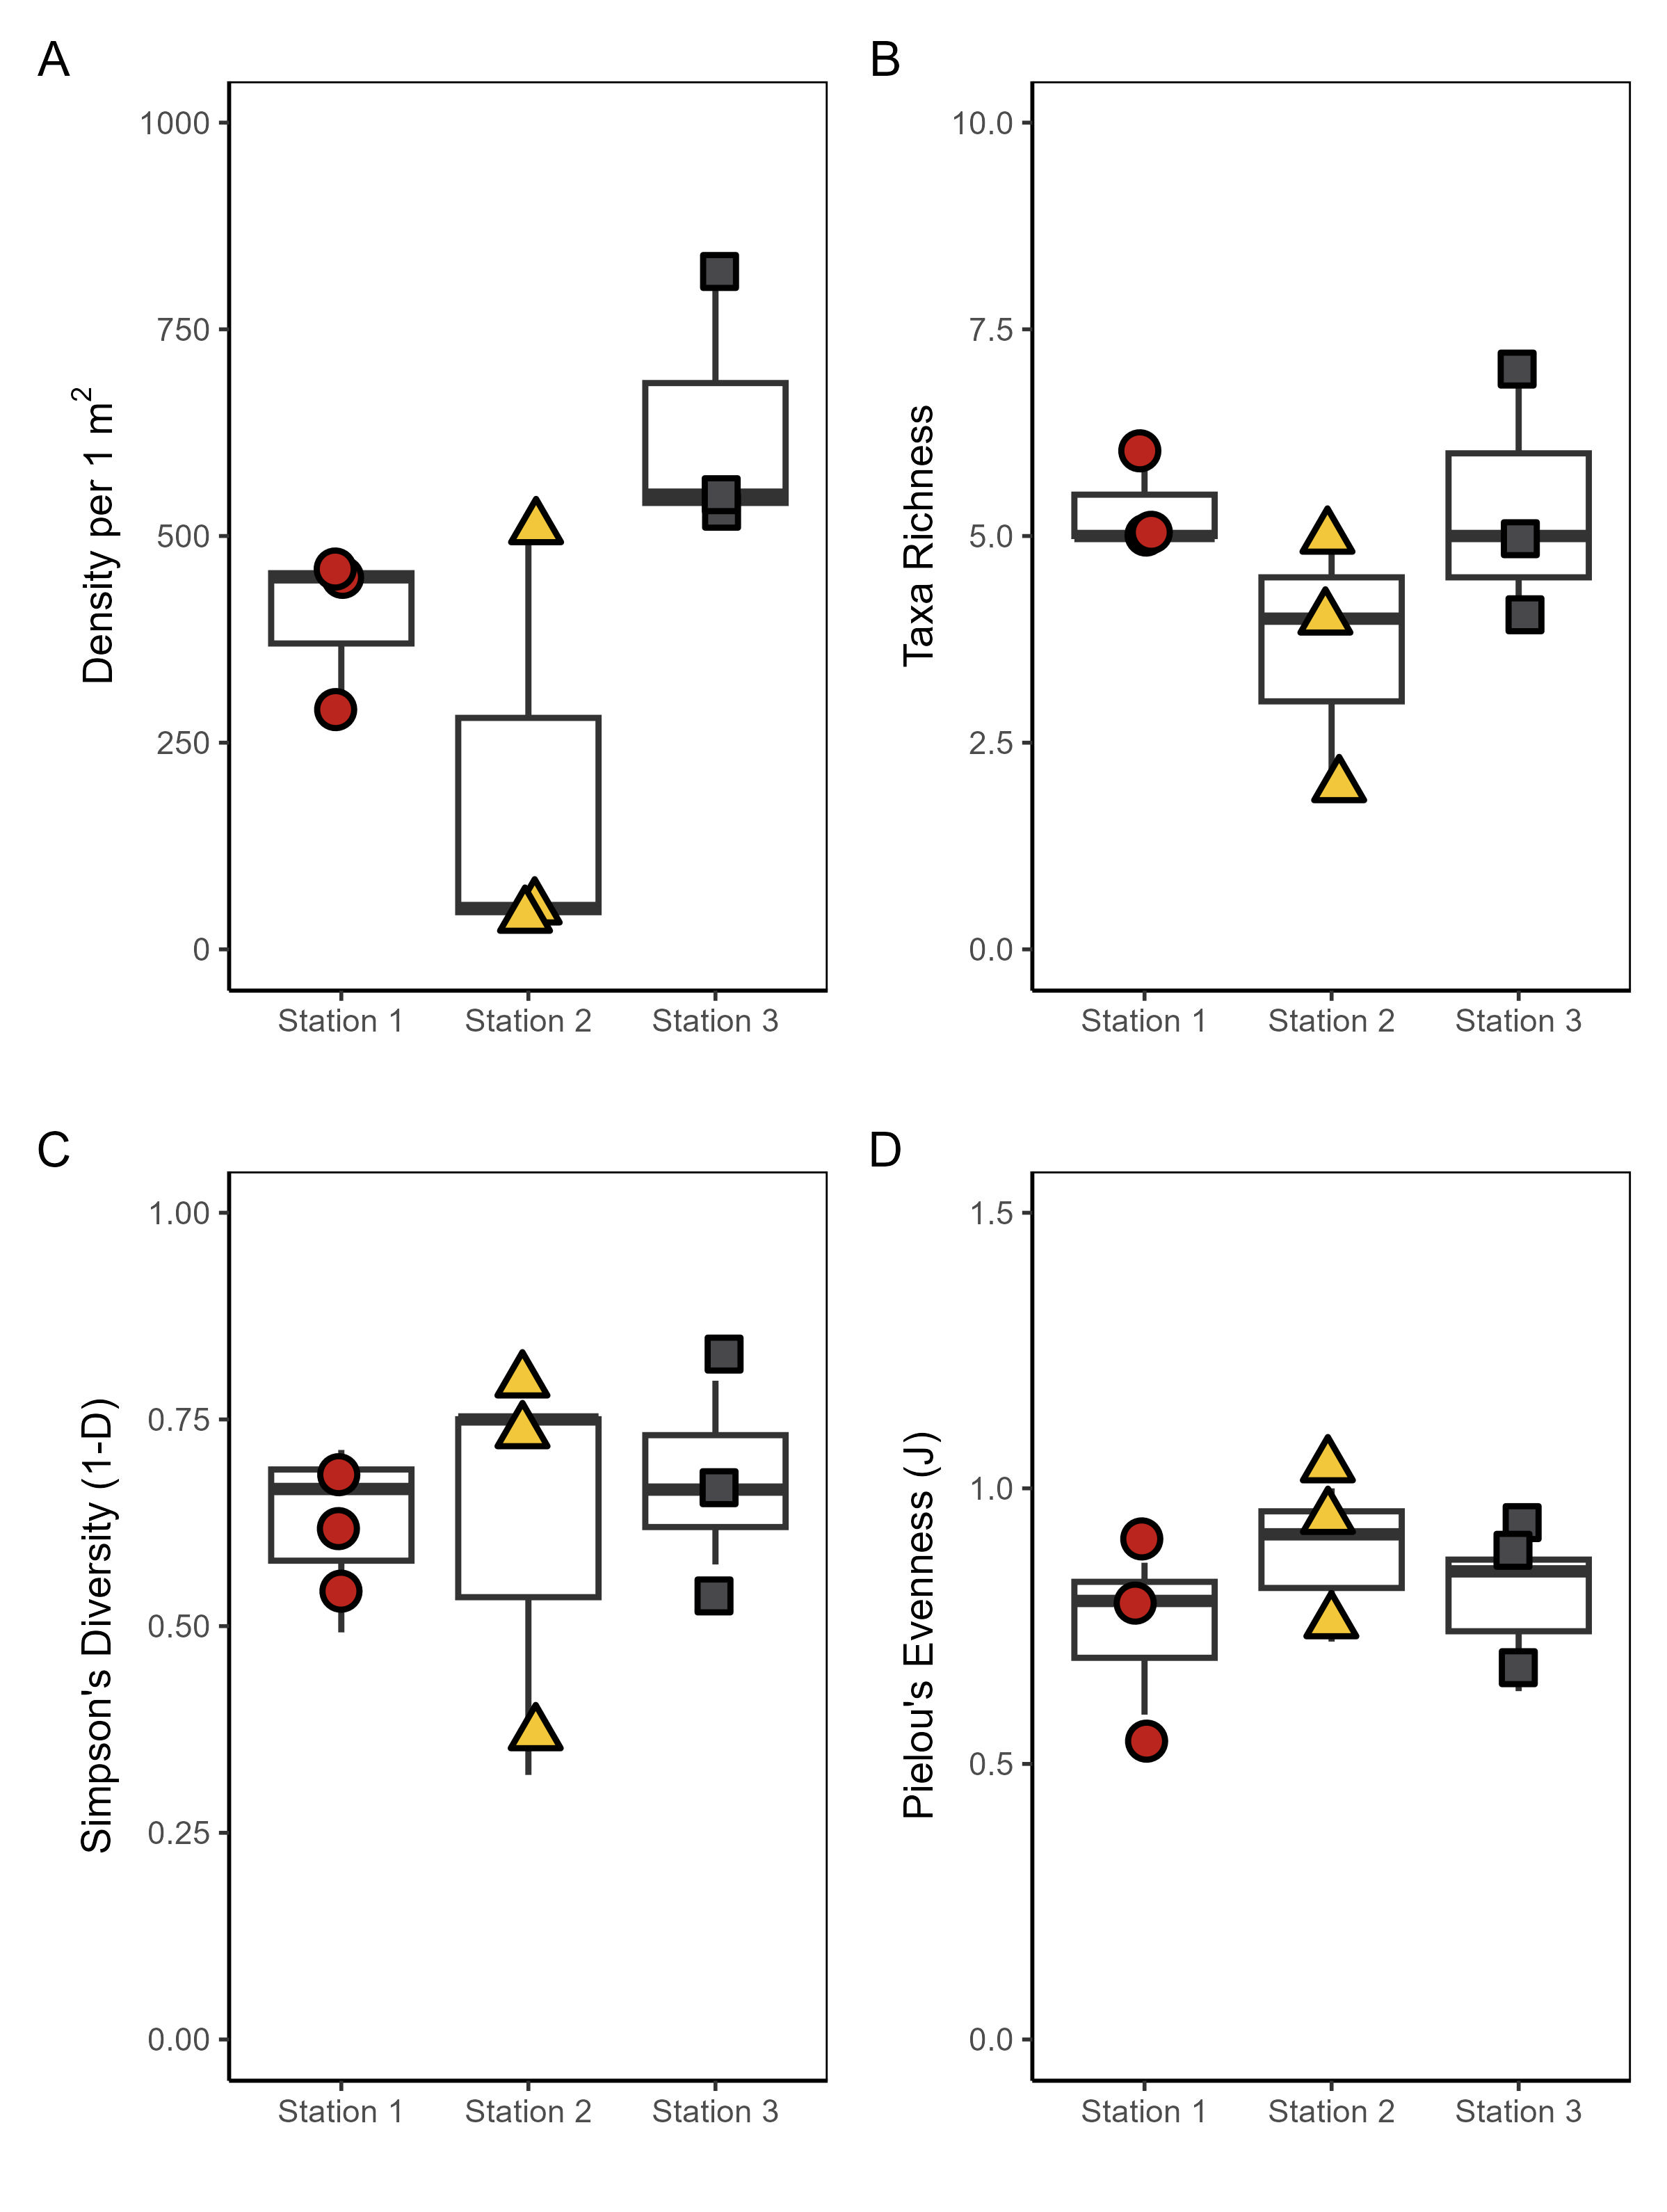 A
Density per 1 m²
1000
750
500
250
0
Station 1 Station 2 Station 3
B
Taxa Richness
10.0
7.5
5.0
2.5
0.0
Station 1 Station 2 Station 3
C
Simpson's Diversity (1-D)
1.00
0.75
0.50
0.25
0.00
Station 1 Station 2 Station 3
D
Pielou's Evenness (J)
1.5
1.0
0.5
0.0
Station 1 Station 2 Station 3